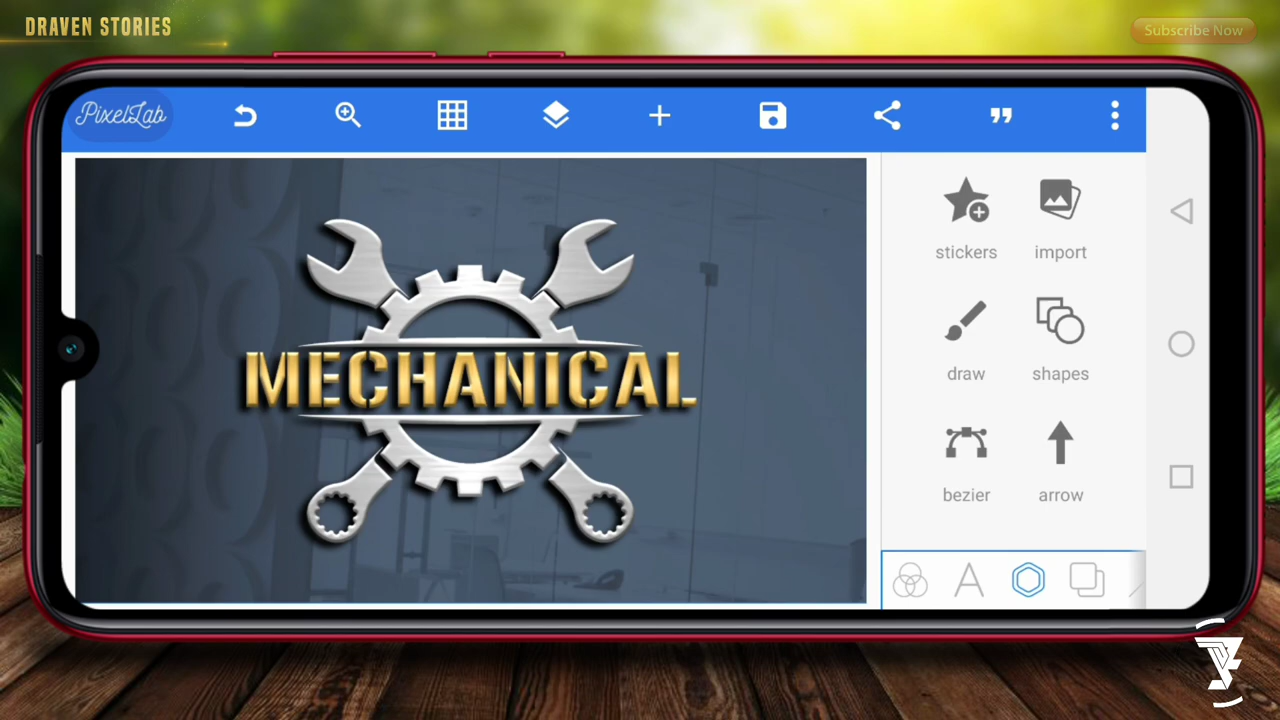 DRAVEN STORIES
Subscribe Now
PixelLab
stickers
import
MECHANICAL
draw
shapes
bezier
arrow